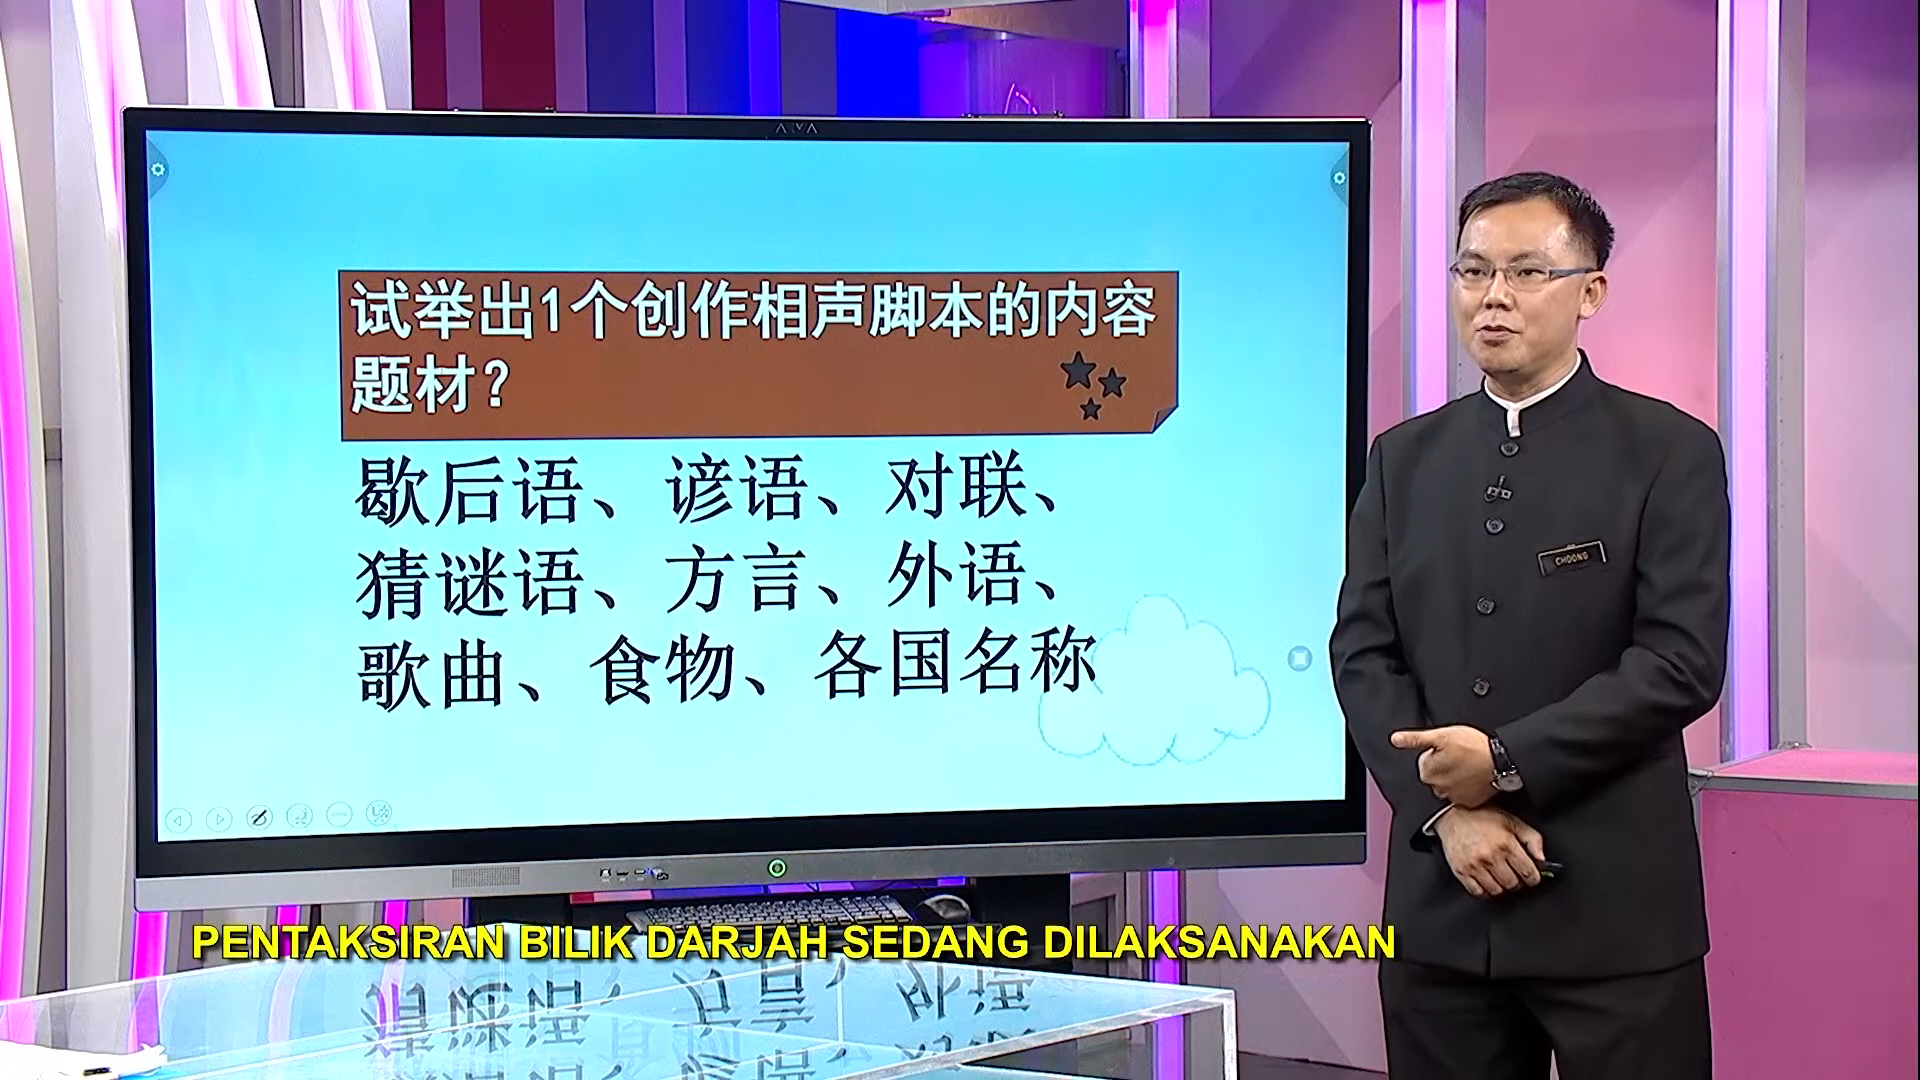 试举出1个创作相声脚本的内容
题材?
歇后语、谚语、对联、
猜谜语、方言、外语、
歌曲、食物、各国名称
CHOONG
PENTAKSIRAN BILIK DARJAH SEDANG DILAKSANAKAN